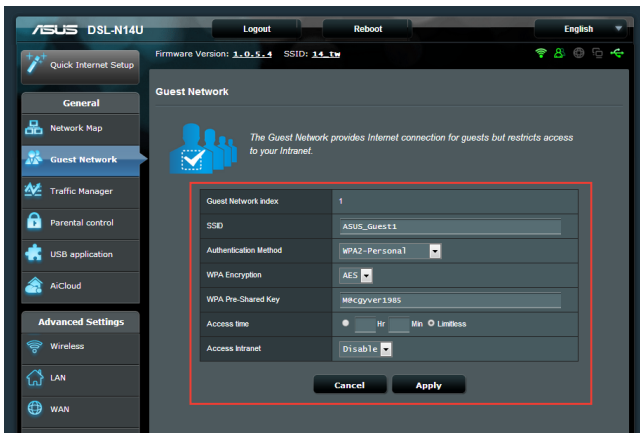 ASUS DSL-N14U Logout Reboot English
Firmware Version: 1.0.5.4 SSID: 14_tw
Quick Internet Setup
General
Network Map
Guest Network
Traffic Manager
Parental control
USB application
AiCloud
Advanced Settings
Wireless
LAN
WAN
Guest Network
The Guest Network provides Internet connection for guests but restricts access
to your Intranet.
Guest Network index 1
SSID ASUS_Guest1
Authentication Method WPA2-Personal
WPA Encryption AES
WPA Pre-Shared Key M@cgyver1985
Access time Hr Min Limitless
Access Intranet Disable
Cancel Apply